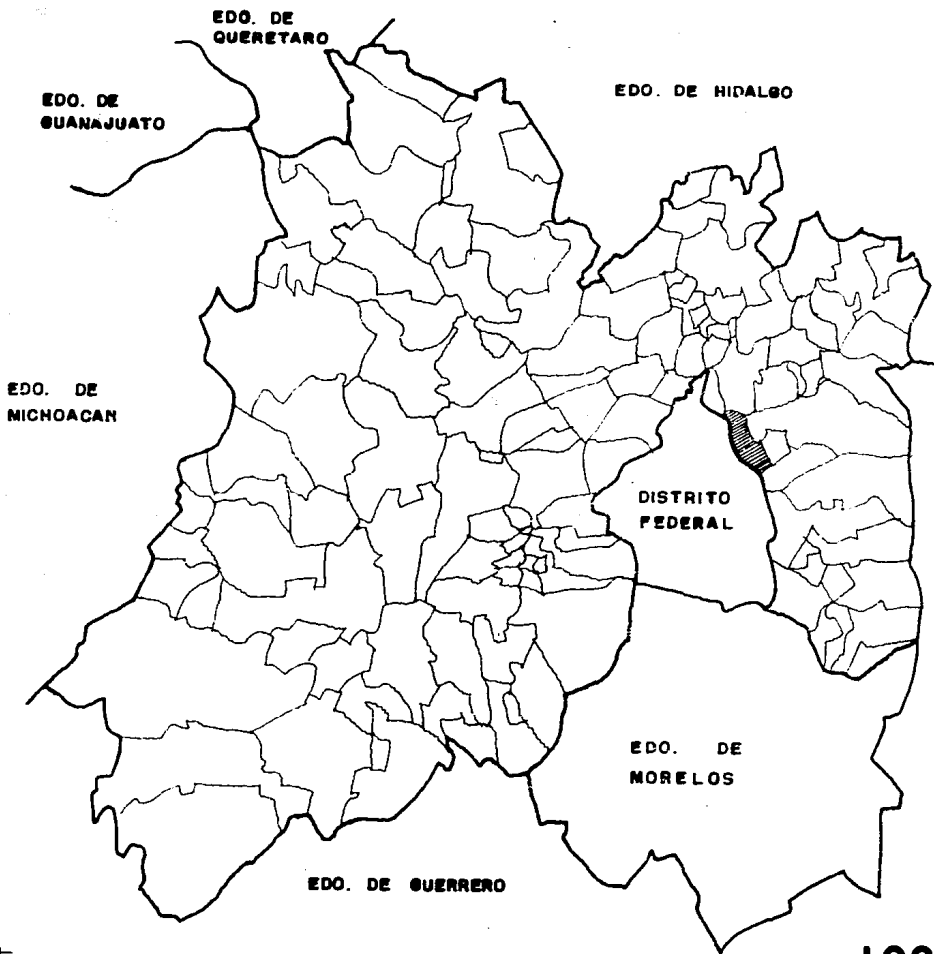 EDO. DE
QUERETARO
EDO. DE HIDALGO
EDO. DE
GUANAJUATO
EDO. DE
MICHOACAN
DISTRITO
FEDERAL
EDO. DE
MORELOS
EDO. DE GUERRERO